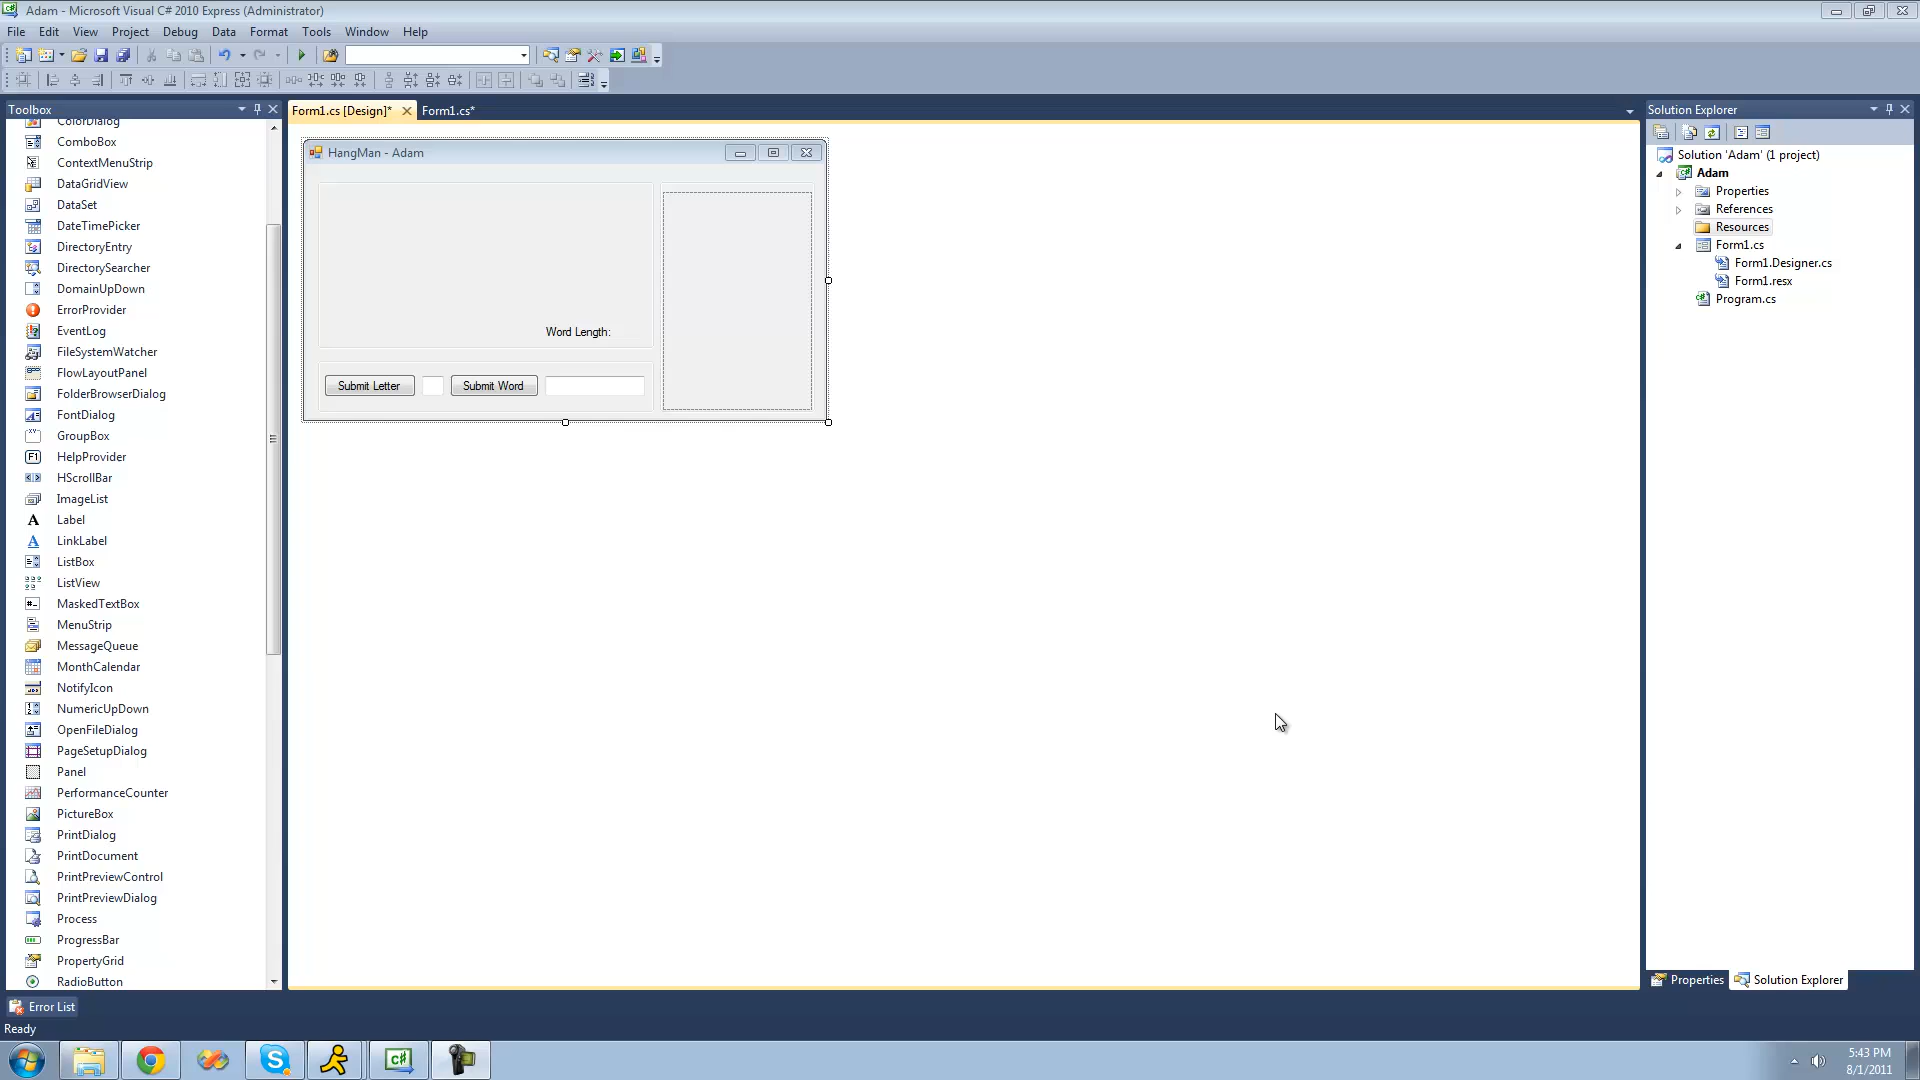 Adam - Microsoft Visual C# 2010 Express (Administrator)
File Edit View Project Debug Data Format Tools Window Help
Toolbox
ColorDialog
ComboBox
ContextMenuStrip
DataGridView
DataSet
DateTimePicker
DirectoryEntry
DirectorySearcher
DomainUpDown
ErrorProvider
EventLog
FileSystemWatcher
FlowLayoutPanel
FolderBrowserDialog
FontDialog
GroupBox
HelpProvider
HScrollBar
ImageList
Label
LinkLabel
ListBox
ListView
MaskedTextBox
MenuStrip
MessageQueue
MonthCalendar
NotifyIcon
NumericUpDown
OpenFileDialog
PageSetupDialog
Panel
PerformanceCounter
PictureBox
PrintDialog
PrintDocument
PrintPreviewControl
PrintPreviewDialog
Process
ProgressBar
PropertyGrid
RadioButton
Form1.cs [Design]* Form1.cs*
HangMan - Adam
Word Length:
Submit Letter Submit Word
Solution Explorer
Solution 'Adam' (1 project)
Adam
Properties
References
Resources
Form1.cs
Form1.Designer.cs
Form1.resx
Program.cs
Properties Solution Explorer
Error List
Ready
5:43 PM
8/1/2011